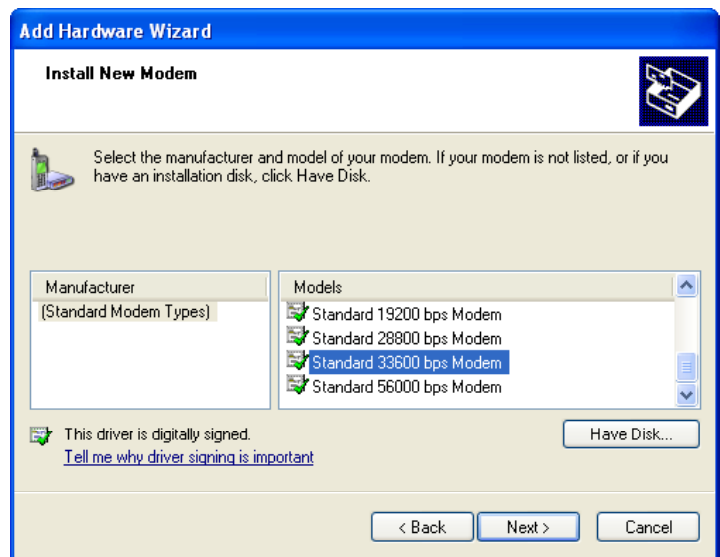 Add Hardware Wizard
Install New Modem
Select the manufacturer and model of your modem. If your modem is not listed, or if you
have an installation disk, click Have Disk.
Manufacturer
(Standard Modem Types)
Models
Standard 19200 bps Modem
Standard 28800 bps Modem
Standard 33600 bps Modem
Standard 56000 bps Modem
This driver is digitally signed.
Tell me why driver signing is important
Have Disk...
< Back
Next >
Cancel